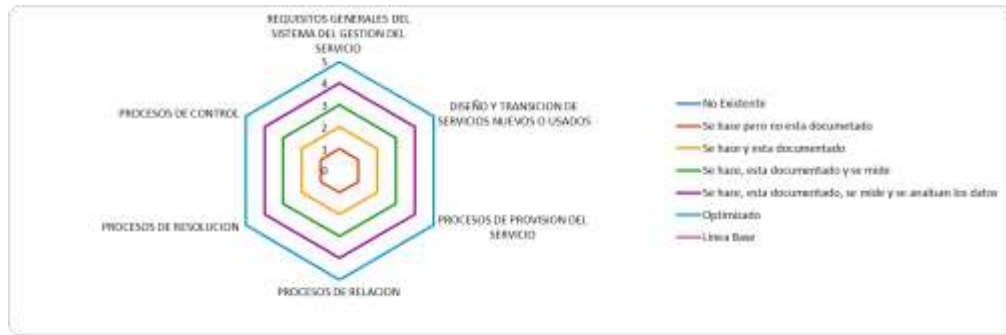 REQUISITOS GENERALES DEL
SISTEMA DEL GESTION DEL
SERVICIO
5
4
3
2
1
0
DISEÑO Y TRANSICION DE
SERVICIOS NUEVOS O USADOS
PROCESOS DE PROVISION DEL
SERVICIO
PROCESOS DE RELACION
PROCESOS DE RESOLUCION
PROCESOS DE CONTROL
No Existente
Se hace pero no esta documetado
Se hace y esta documentado
Se hace, esta documentado y se mide
Se hace, esta documentado, se mide y se analizan los datos
Optimizado
Linea Base